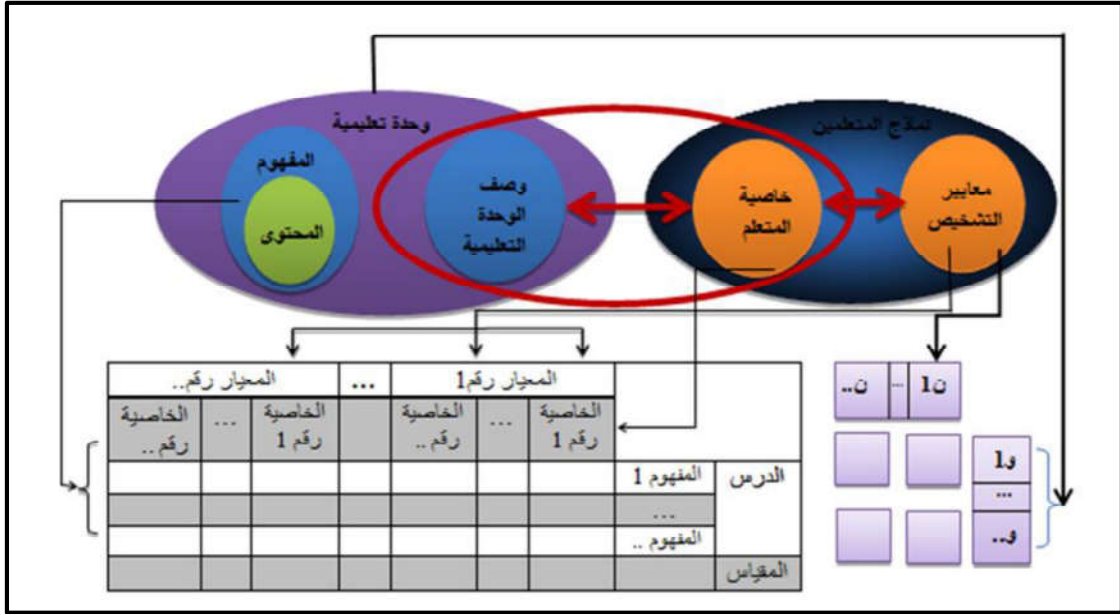 نماذج المتعلمين
معايير
التشخيص
خاصية
المتعلم
وحدة تعليمية
وصف
الوحدة
التعليمية
المفهوم
المحتوى
المعيار رقم1 ... المعيار رقم..
الخاصية رقم 1 ... الخاصية رقم .. الخاصية رقم 1 ... الخاصية رقم ..
الدرس المفهوم 1
...
المفهوم ..
المقياس
ن1 ... ن..
و1
...
و..